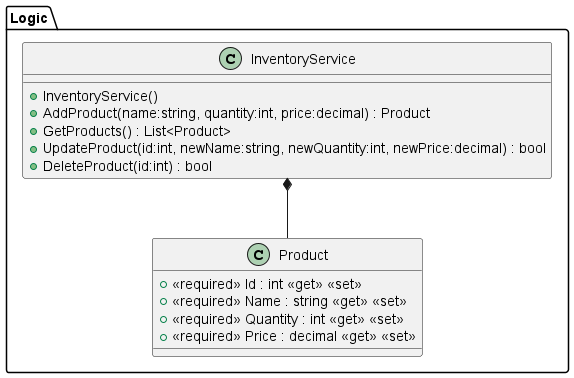 Logic
C InventoryService
InventoryService()
AddProduct(name:string, quantity:int, price:decimal) : Product
GetProducts() : List<Product>
UpdateProduct(id:int, newName:string, newQuantity:int, newPrice:decimal) : bool
DeleteProduct(id:int) : bool
C Product
«required» Id : int «get» «set»
«required» Name : string «get» «set»
«required» Quantity : int «get» «set»
«required» Price : decimal «get» «set»